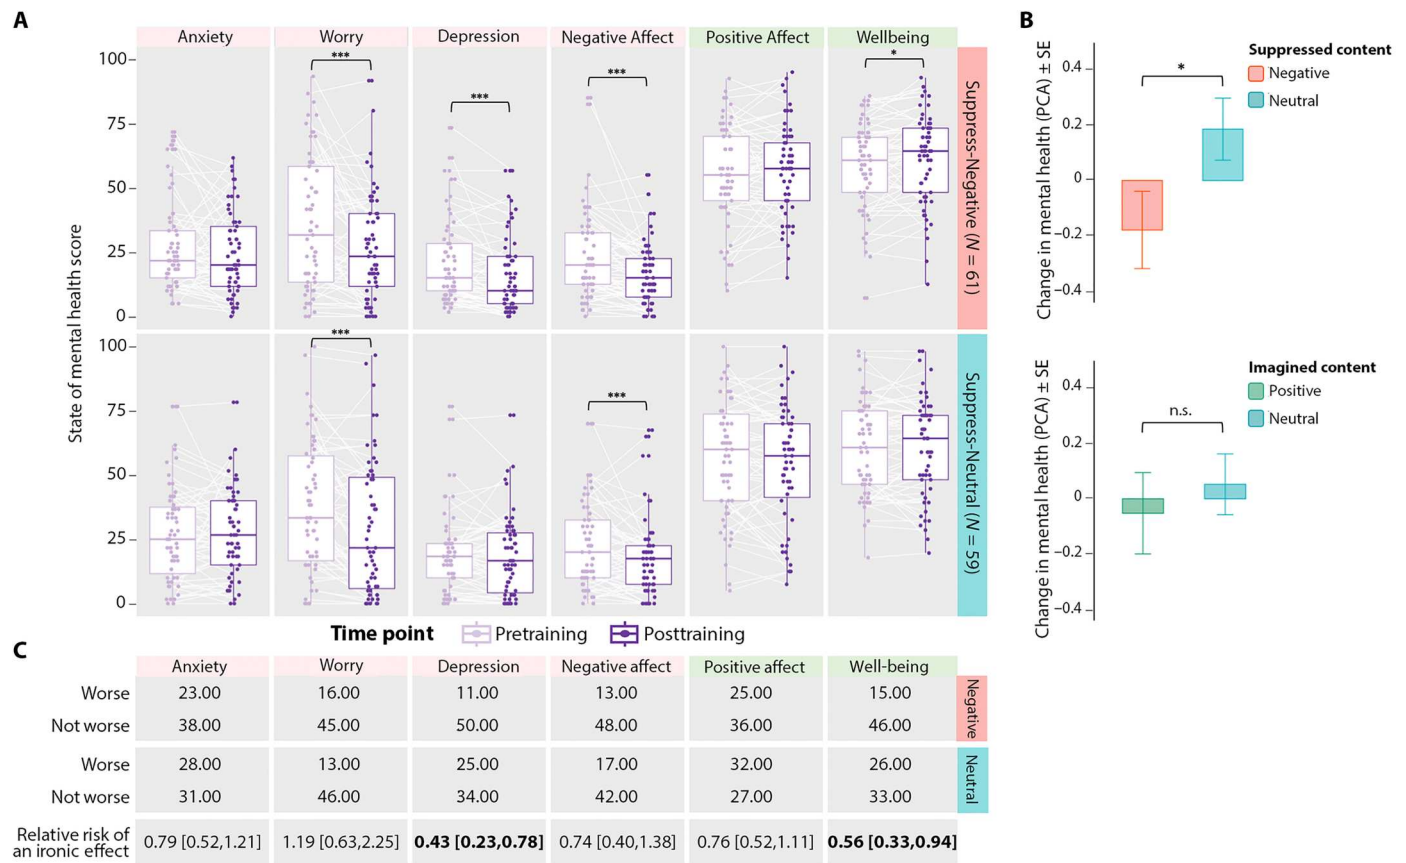 A
Anxiety Worry Depression Negative Affect Positive Affect Wellbeing
State of mental health score
100
75
50
25
0
*** *** *** *
Suppress-Negative (N = 61)
100
75
50
25
0
*** ***
Suppress-Neutral (N = 59)
Time point Pretraining Posttraining
B
Change in mental health (PCA) ± SE
0.4
0.2
0
−0.2
−0.4
*
Suppressed content
Negative
Neutral
Change in mental health (PCA) ± SE
0.4
0.2
0
−0.2
−0.4
n.s.
Imagined content
Positive
Neutral
C
Anxiety Worry Depression Negative affect Positive affect Well-being
Worse 23.00 16.00 11.00 13.00 25.00 15.00
Not worse 38.00 45.00 50.00 48.00 36.00 46.00
Negative
Worse 28.00 13.00 25.00 17.00 32.00 26.00
Not worse 31.00 46.00 34.00 42.00 27.00 33.00
Neutral
Relative risk of
an ironic effect 0.79 [0.52,1.21] 1.19 [0.63,2.25] 0.43 [0.23,0.78] 0.74 [0.40,1.38] 0.76 [0.52,1.11] 0.56 [0.33,0.94]